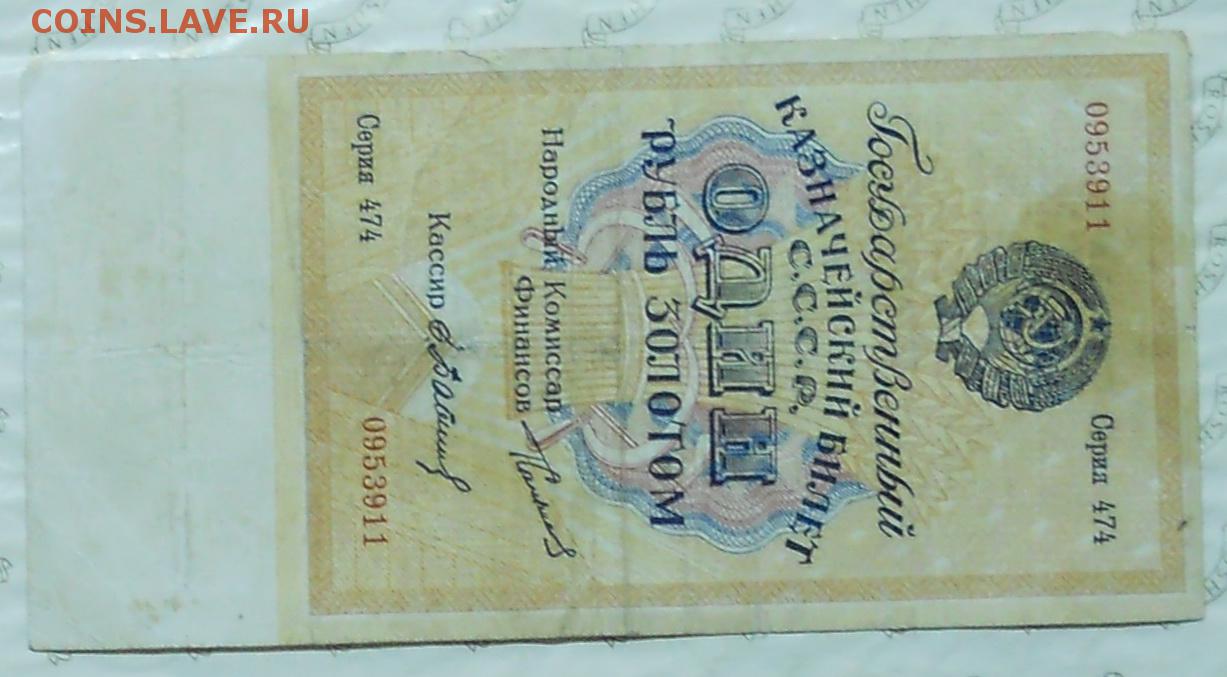 COINS.LAVE.RU
0953911
Серия 474
Государственный
КАЗНАЧЕЙСКИЙ БИЛЕТ
С.С.С.Р.
ОДИН
РУБЛЬ ЗОЛОТОМ
Народный Комиссар
Финансов
Кассир
Серия 474
0953911